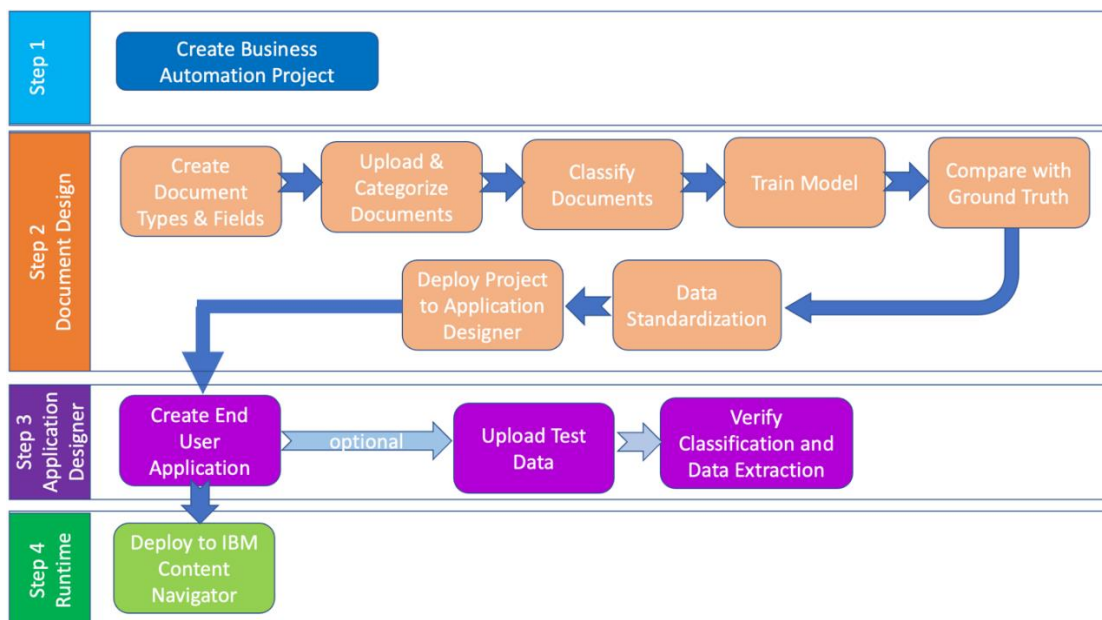 Step 1
Create Business
Automation Project
Step 2
Document Design
Create
Document
Types & Fields
Upload &
Categorize
Documents
Classify
Documents
Train Model
Compare with
Ground Truth
Deploy Project
to Application
Designer
Data
Standardization
Step 3
Application
Designer
Create End
User
Application
optional
Upload Test
Data
Verify
Classification and
Data Extraction
Step 4
Runtime
Deploy to IBM
Content
Navigator